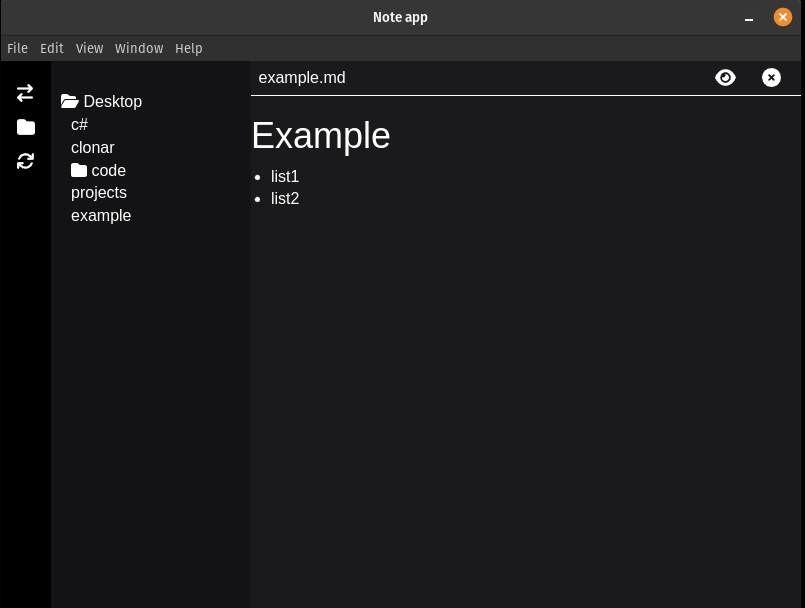 Note app
File Edit View Window Help
example.md
Desktop
c#
clonar
code
projects
example
Example
• list1
• list2